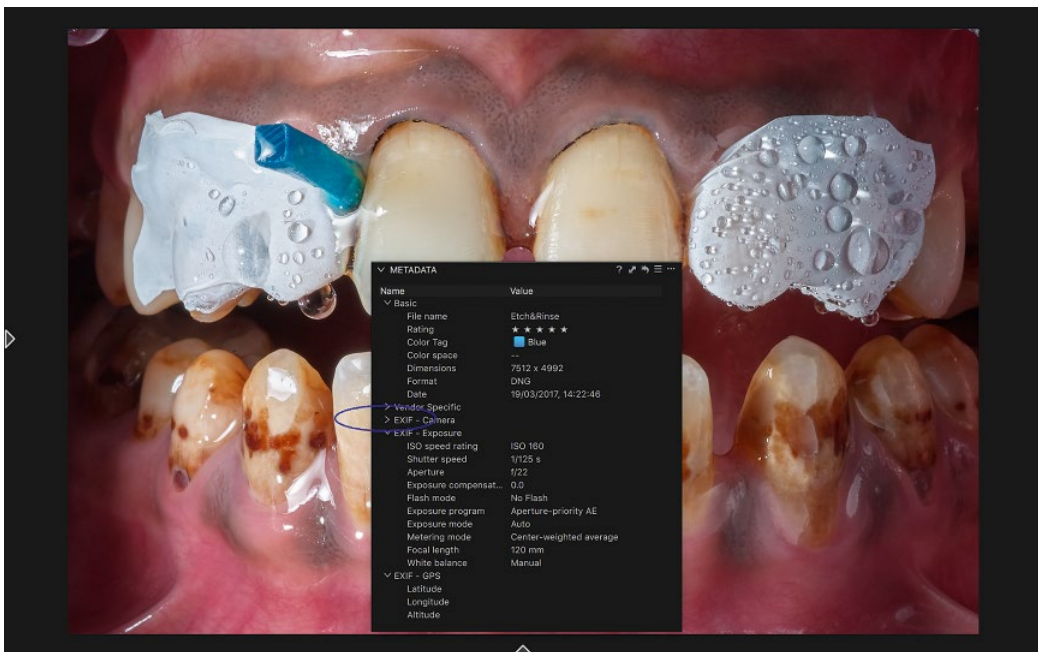 METADATA ? ...
Name Value
Basic
File name Etch&Rinse
Rating ★ ★ ★ ★ ★
Color Tag Blue
Color space --
Dimensions 7512 x 4992
Format DNG
Date 19/03/2017, 14:22:46
Vendor Specific
EXIF - Camera
EXIF - Exposure
ISO speed rating ISO 160
Shutter speed 1/125 s
Aperture f/22
Exposure compensat... 0.0
Flash mode No Flash
Exposure program Aperture-priority AE
Exposure mode Auto
Metering mode Center-weighted average
Focal length 120 mm
White balance Manual
EXIF - GPS
Latitude
Longitude
Altitude